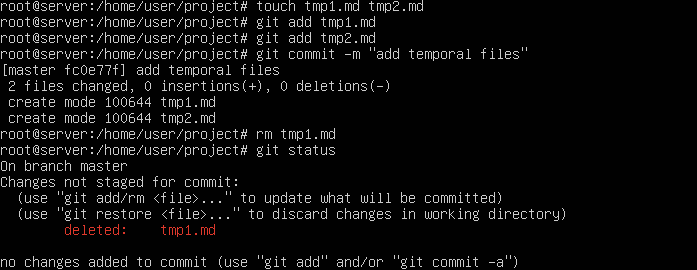 root@server:/home/user/project# touch tmp1.md tmp2.md
root@server:/home/user/project# git add tmp1.md
root@server:/home/user/project# git add tmp2.md
root@server:/home/user/project# git commit -m "add temporal files"
[master fc0e77f] add temporal files
 2 files changed, 0 insertions(+), 0 deletions(-)
 create mode 100644 tmp1.md
 create mode 100644 tmp2.md
root@server:/home/user/project# rm tmp1.md
root@server:/home/user/project# git status
On branch master
Changes not staged for commit:
  (use "git add/rm <file>..." to update what will be committed)
  (use "git restore <file>..." to discard changes in working directory)
        deleted:    tmp1.md
no changes added to commit (use "git add" and/or "git commit -a")